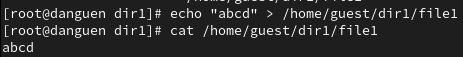 [root@danguen dir1]# echo "abcd" > /home/guest/dir1/file1
[root@danguen dir1]# cat /home/guest/dir1/file1
abcd